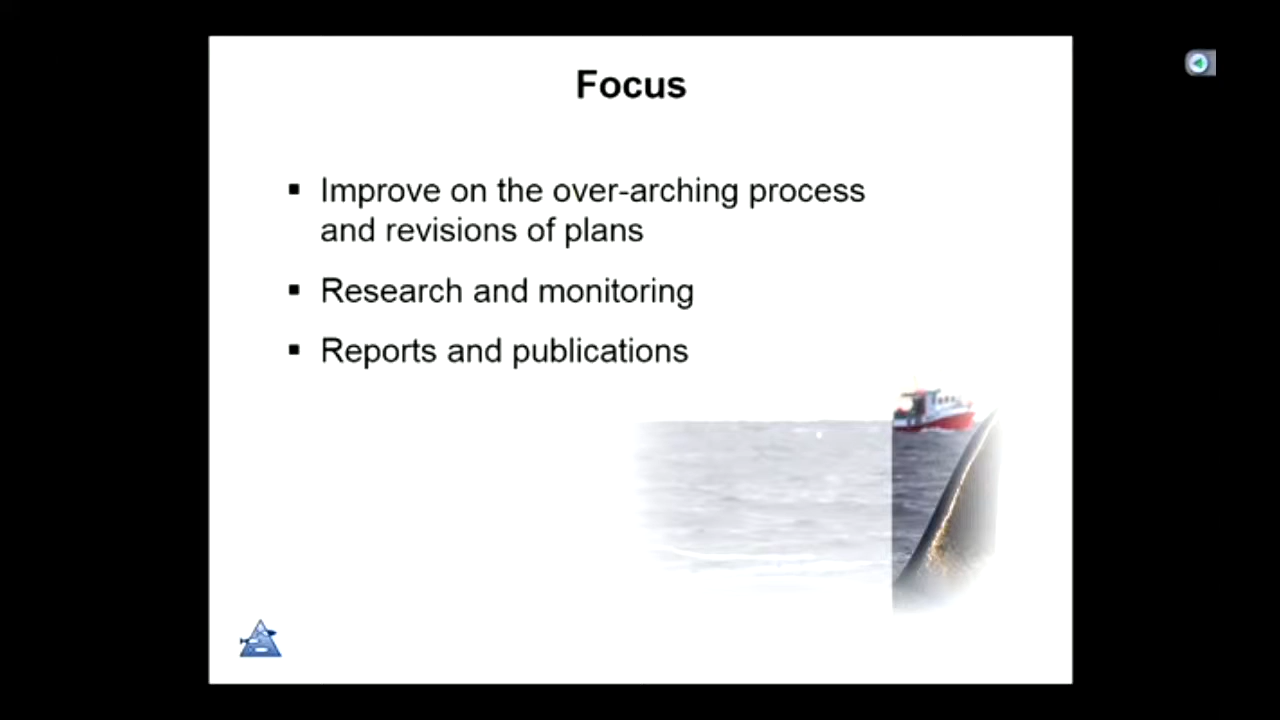 Focus
▪ Improve on the over-arching process
and revisions of plans
▪ Research and monitoring
▪ Reports and publications